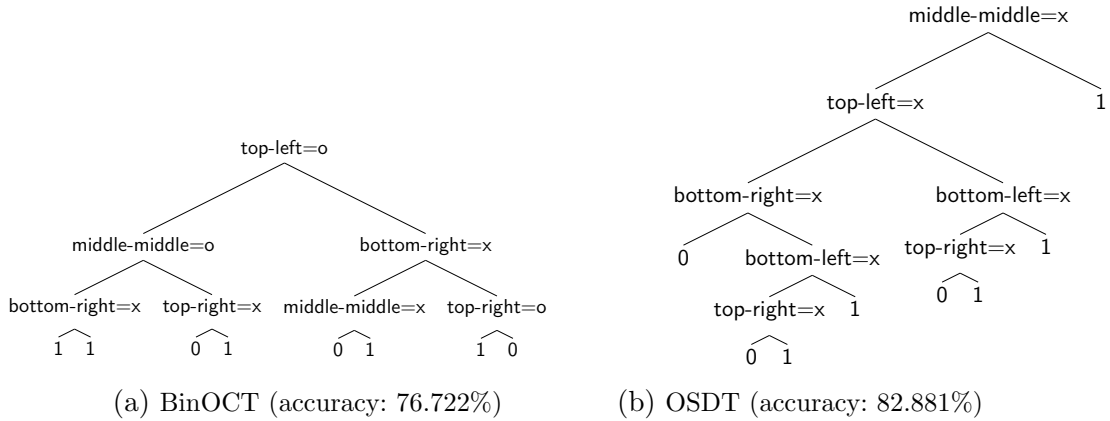 top-left=o
middle-middle=o bottom-right=x
bottom-right=x top-right=x middle-middle=x top-right=o
1 1 0 1 0 1 1 0
(a) BinOCT (accuracy: 76.722%)
middle-middle=x
top-left=x 1
bottom-right=x bottom-left=x
0 bottom-left=x top-right=x 1
top-right=x 1 0 1
0 1
(b) OSDT (accuracy: 82.881%)